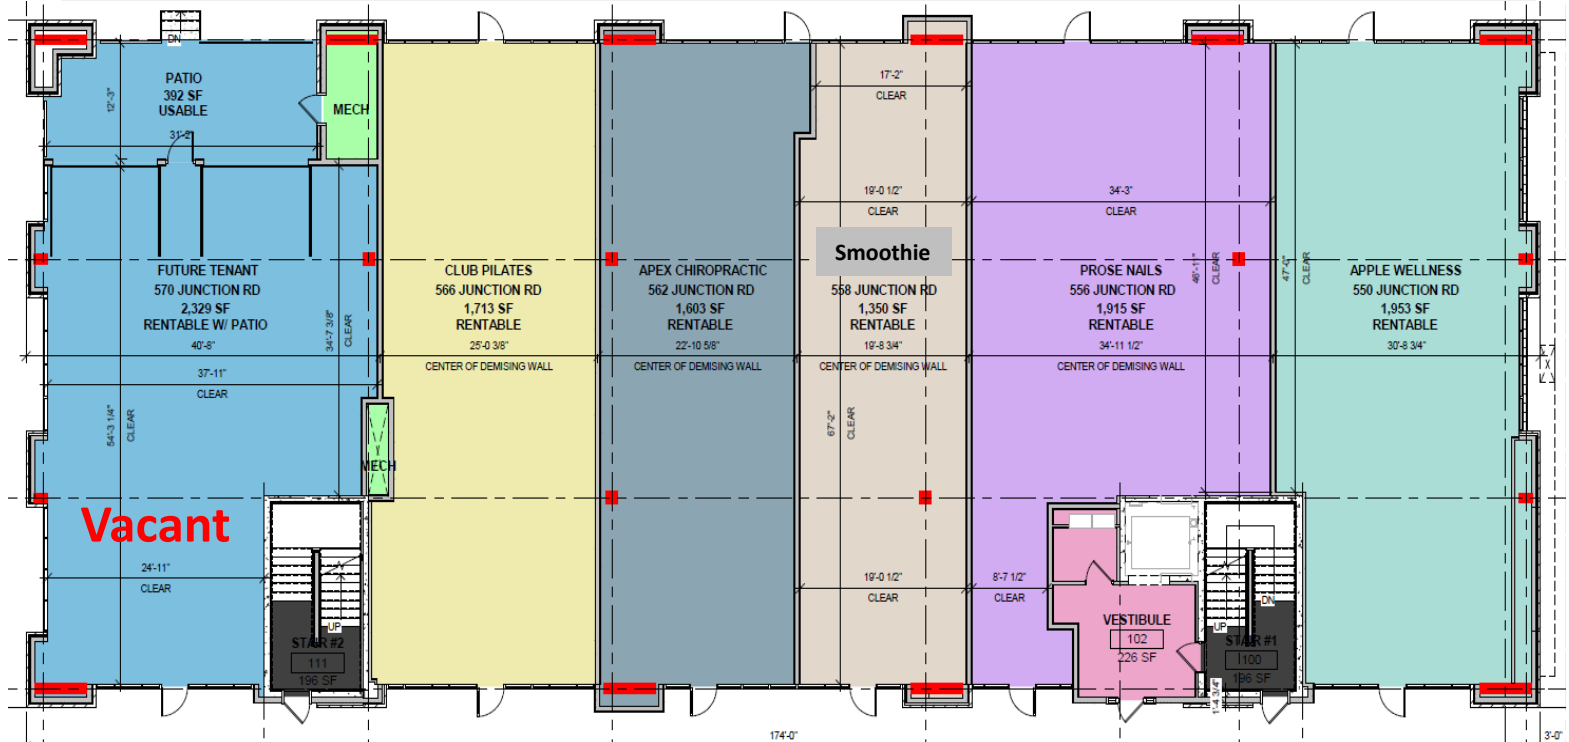 DN
PATIO
392 SF
USABLE
12'-3"
31'-2"
MECH
17'-2"
CLEAR
19'-0 1/2"
CLEAR
34'-3"
CLEAR
46'-11"
CLEAR
47'-0"
CLEAR
Smoothie
FUTURE TENANT
570 JUNCTION RD
2,329 SF
RENTABLE W/ PATIO
40'-8"
37'-11"
CLEAR
34'-7 3/8"
CLEAR
54'-3 1/4"
CLEAR
CLUB PILATES
566 JUNCTION RD
1,713 SF
RENTABLE
25'-0 3/8"
CENTER OF DEMISING WALL
APEX CHIROPRACTIC
562 JUNCTION RD
1,603 SF
RENTABLE
22'-10 5/8"
CENTER OF DEMISING WALL
558 JUNCTION RD
1,350 SF
RENTABLE
19'-8 3/4"
CENTER OF DEMISING WALL
67'-2"
CLEAR
PROSE NAILS
556 JUNCTION RD
1,915 SF
RENTABLE
34'-11 1/2"
CENTER OF DEMISING WALL
APPLE WELLNESS
550 JUNCTION RD
1,953 SF
RENTABLE
30'-8 3/4"
MECH
Vacant
24'-11"
CLEAR
UP
STAIR #2
111
196 SF
19'-0 1/2"
CLEAR
8'-7 1/2"
CLEAR
VESTIBULE
102
226 SF
UP
DN
STAIR #1
100
196 SF
1'-4 3/4"
174'-0"
3'-0"